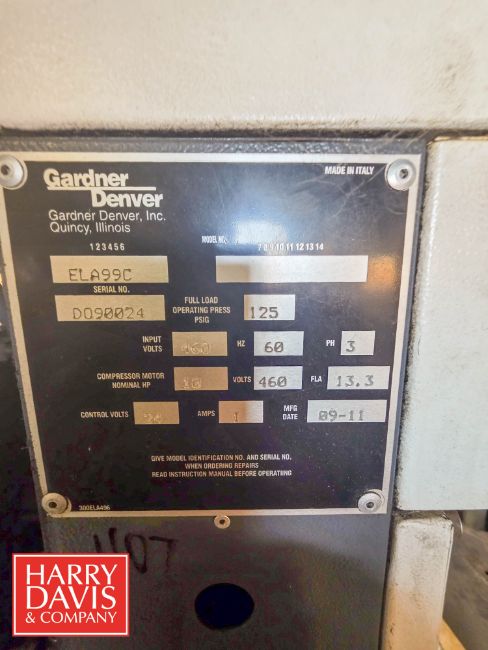 Gardner
Denver
MADE IN ITALY
Gardner Denver, Inc.
Quincy, Illinois
123456 MODEL NO. 7 8 9 10 11 12 13 14
ELA99C
SERIAL NO.
D090024
FULL LOAD
OPERATING PRESS
PSIG
125
INPUT
VOLTS 460 HZ 60 PH 3
COMPRESSOR MOTOR
NOMINAL HP 10 VOLTS 460 FLA 13.3
CONTROL VOLTS 24 AMPS 1 MFG
DATE 09-11
GIVE MODEL IDENTIFICATION NO. AND SERIAL NO.
WHEN ORDERING REPAIRS
READ INSTRUCTION MANUAL BEFORE OPERATING
300ELA496
HARRY
DAVIS
& COMPANY